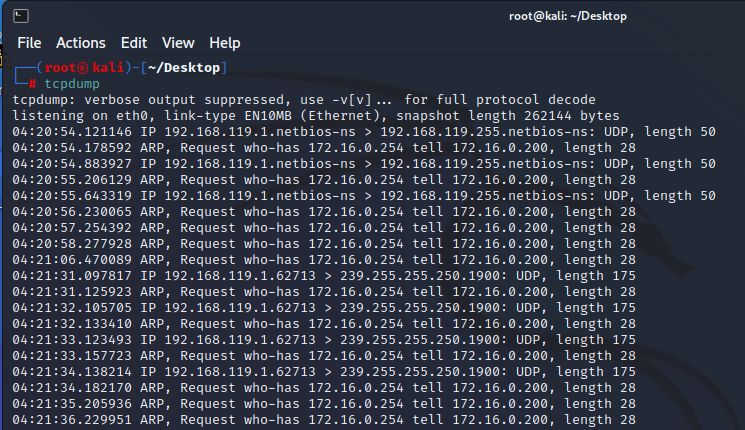 root@kali: ~/Desktop
File Actions Edit View Help
(root㉿kali)-[~/Desktop]
# tcpdump
tcpdump: verbose output suppressed, use -v[v]... for full protocol decode
listening on eth0, link-type EN10MB (Ethernet), snapshot length 262144 bytes
04:20:54.121146 IP 192.168.119.1.netbios-ns > 192.168.119.255.netbios-ns: UDP, length 50
04:20:54.178592 ARP, Request who-has 172.16.0.254 tell 172.16.0.200, length 28
04:20:54.883927 IP 192.168.119.1.netbios-ns > 192.168.119.255.netbios-ns: UDP, length 50
04:20:55.206129 ARP, Request who-has 172.16.0.254 tell 172.16.0.200, length 28
04:20:55.643319 IP 192.168.119.1.netbios-ns > 192.168.119.255.netbios-ns: UDP, length 50
04:20:56.230065 ARP, Request who-has 172.16.0.254 tell 172.16.0.200, length 28
04:20:57.254392 ARP, Request who-has 172.16.0.254 tell 172.16.0.200, length 28
04:20:58.277928 ARP, Request who-has 172.16.0.254 tell 172.16.0.200, length 28
04:21:06.470089 ARP, Request who-has 172.16.0.254 tell 172.16.0.200, length 28
04:21:31.097817 IP 192.168.119.1.62713 > 239.255.255.250.1900: UDP, length 175
04:21:31.125923 ARP, Request who-has 172.16.0.254 tell 172.16.0.200, length 28
04:21:32.105705 IP 192.168.119.1.62713 > 239.255.255.250.1900: UDP, length 175
04:21:32.133410 ARP, Request who-has 172.16.0.254 tell 172.16.0.200, length 28
04:21:33.123493 IP 192.168.119.1.62713 > 239.255.255.250.1900: UDP, length 175
04:21:33.157723 ARP, Request who-has 172.16.0.254 tell 172.16.0.200, length 28
04:21:34.138214 IP 192.168.119.1.62713 > 239.255.255.250.1900: UDP, length 175
04:21:34.182170 ARP, Request who-has 172.16.0.254 tell 172.16.0.200, length 28
04:21:35.205936 ARP, Request who-has 172.16.0.254 tell 172.16.0.200, length 28
04:21:36.229951 ARP, Request who-has 172.16.0.254 tell 172.16.0.200, length 28